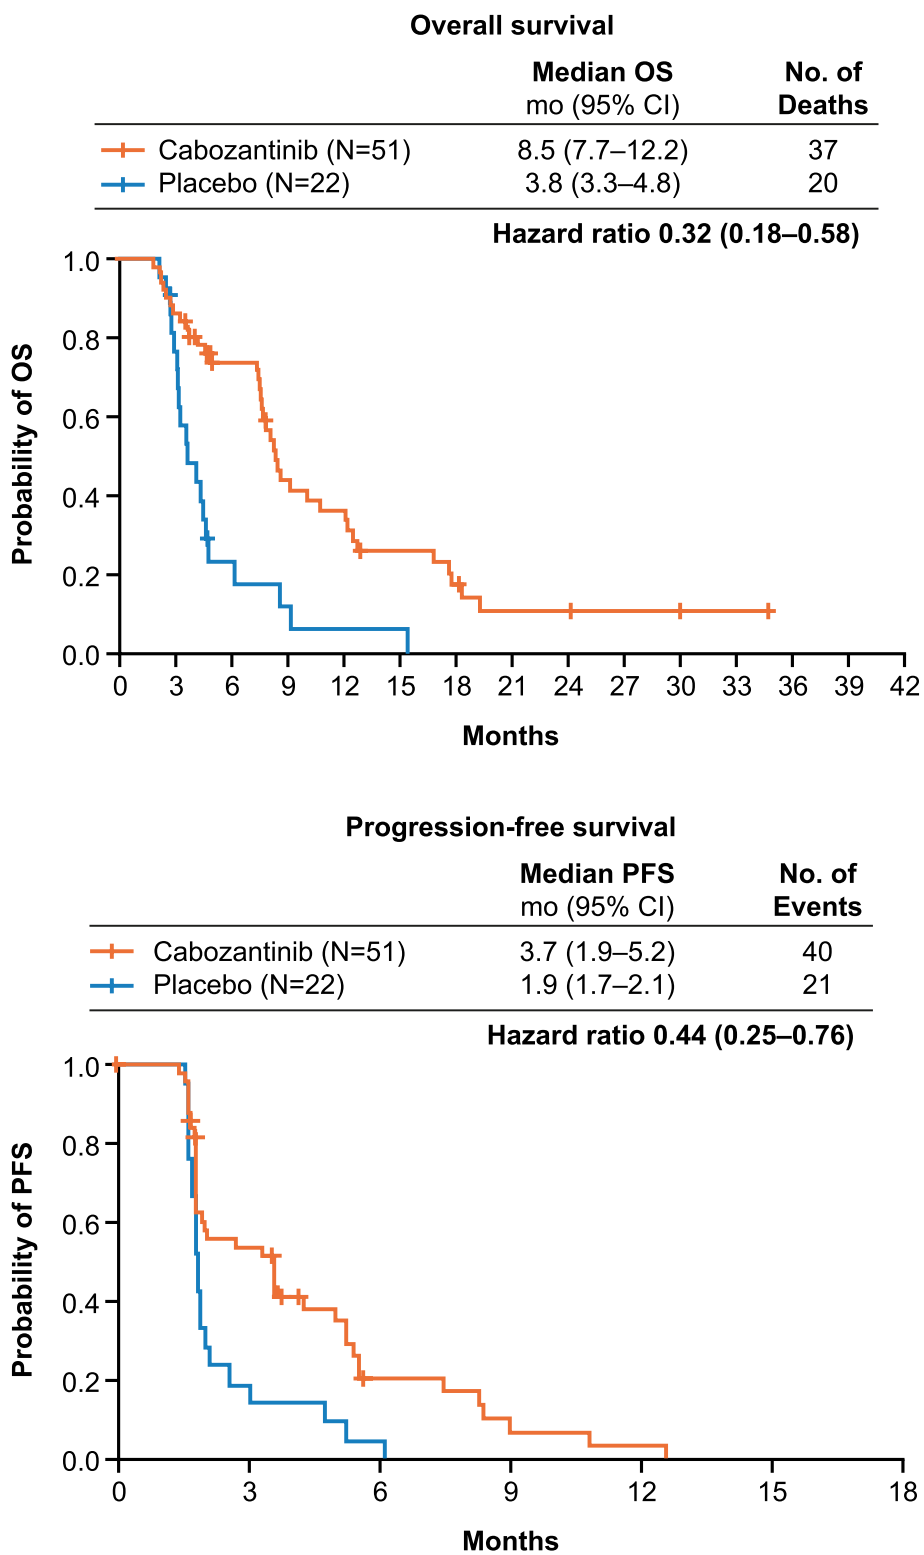 Overall survival
Median OS No. of
mo (95% CI) Deaths
Cabozantinib (N=51) 8.5 (7.7–12.2) 37
Placebo (N=22) 3.8 (3.3–4.8) 20
Hazard ratio 0.32 (0.18–0.58)
1.0
0.8
0.6
0.4
0.2
0.0
Probability of OS
0 3 6 9 12 15 18 21 24 27 30 33 36 39 42
Months
Progression-free survival
Median PFS No. of
mo (95% CI) Events
Cabozantinib (N=51) 3.7 (1.9–5.2) 40
Placebo (N=22) 1.9 (1.7–2.1) 21
Hazard ratio 0.44 (0.25–0.76)
1.0
0.8
0.6
0.4
0.2
0.0
Probability of PFS
0 3 6 9 12 15 18
Months